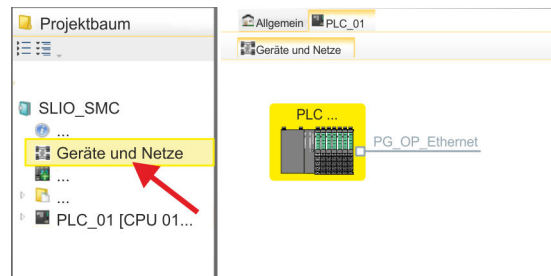 Projektbaum
SLIO_SMC
...
Geräte und Netze
...
...
PLC_01 [CPU 01...
Allgemein PLC_01
Geräte und Netze
PLC ...
PG_OP_Ethernet